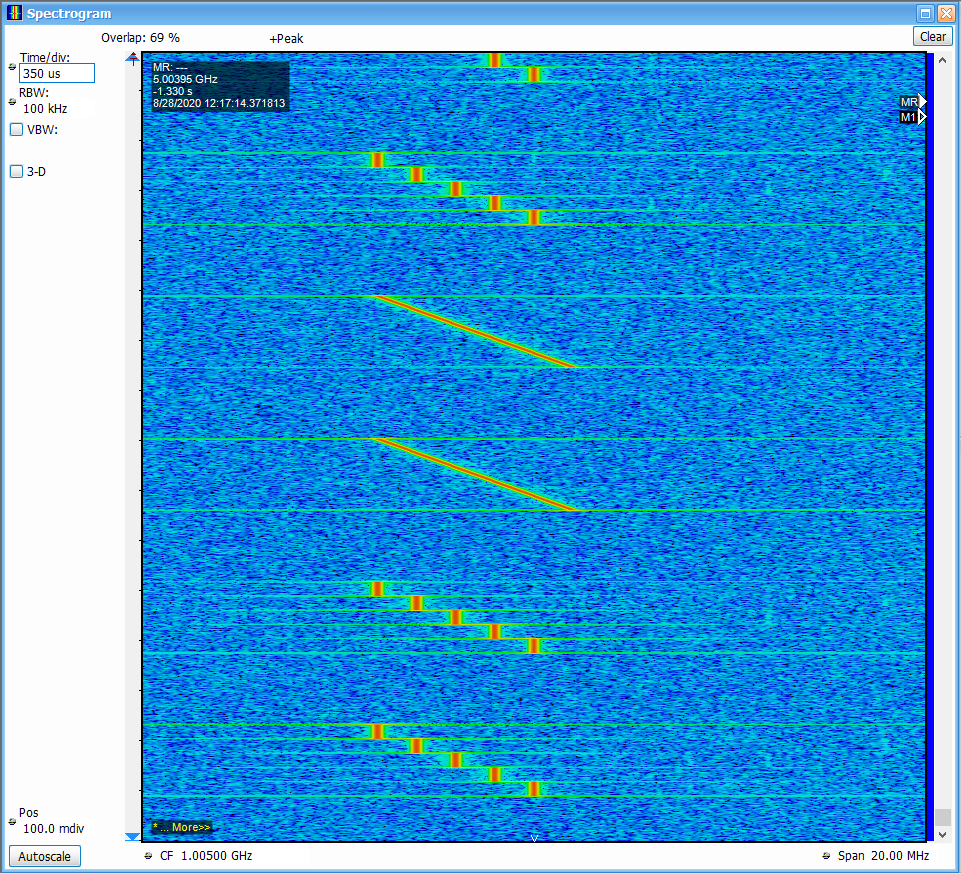 Spectrogram
Overlap: 69 %
+Peak
Clear
Time/div:
350 us
RBW:
100 kHz
VBW:
3-D
MR: ---
5.00395 GHz
-1.330 s
8/28/2020 12:17:14.371813
MR
M1
Pos
100.0 mdiv
Autoscale
* ... More>>
CF 1.00500 GHz
Span 20.00 MHz